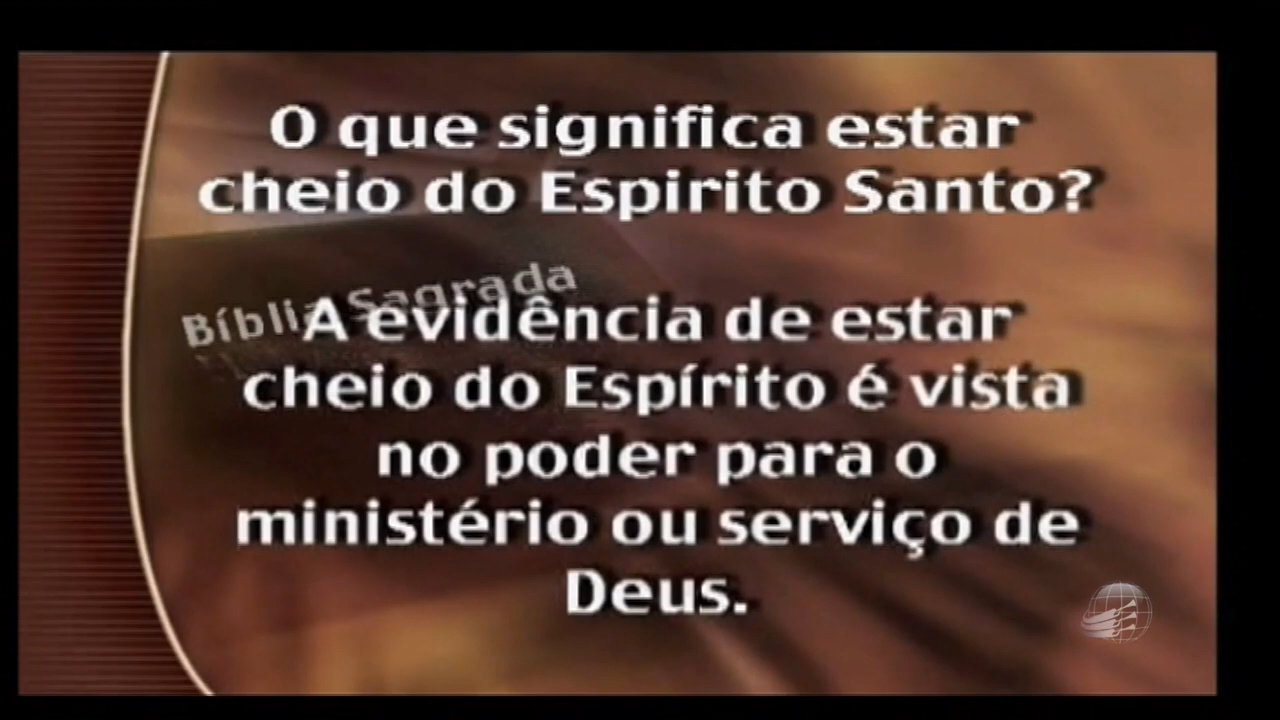 O que significa estar
cheio do Espirito Santo?
Bíblia Sagrada
A evidência de estar
cheio do Espírito é vista
no poder para o
ministério ou serviço de
Deus.